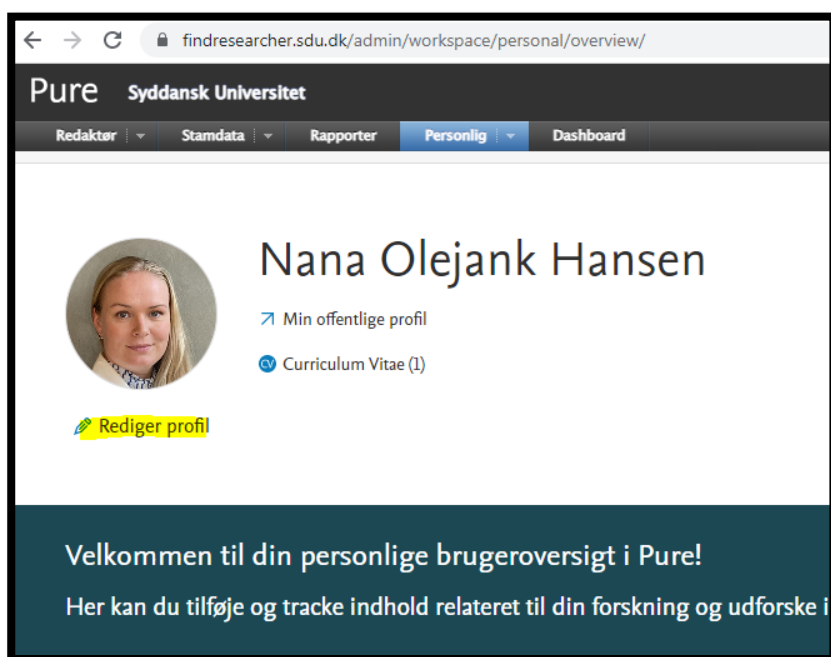 findresearcher.sdu.dk/admin/workspace/personal/overview/
Pure Syddansk Universitet
Redaktør Stamdata Rapporter Personlig Dashboard
Nana Olejank Hansen
Min offentlige profil
CV Curriculum Vitae (1)
Rediger profil
Velkommen til din personlige brugeroversigt i Pure!
Her kan du tilføje og tracke indhold relateret til din forskning og udforske i